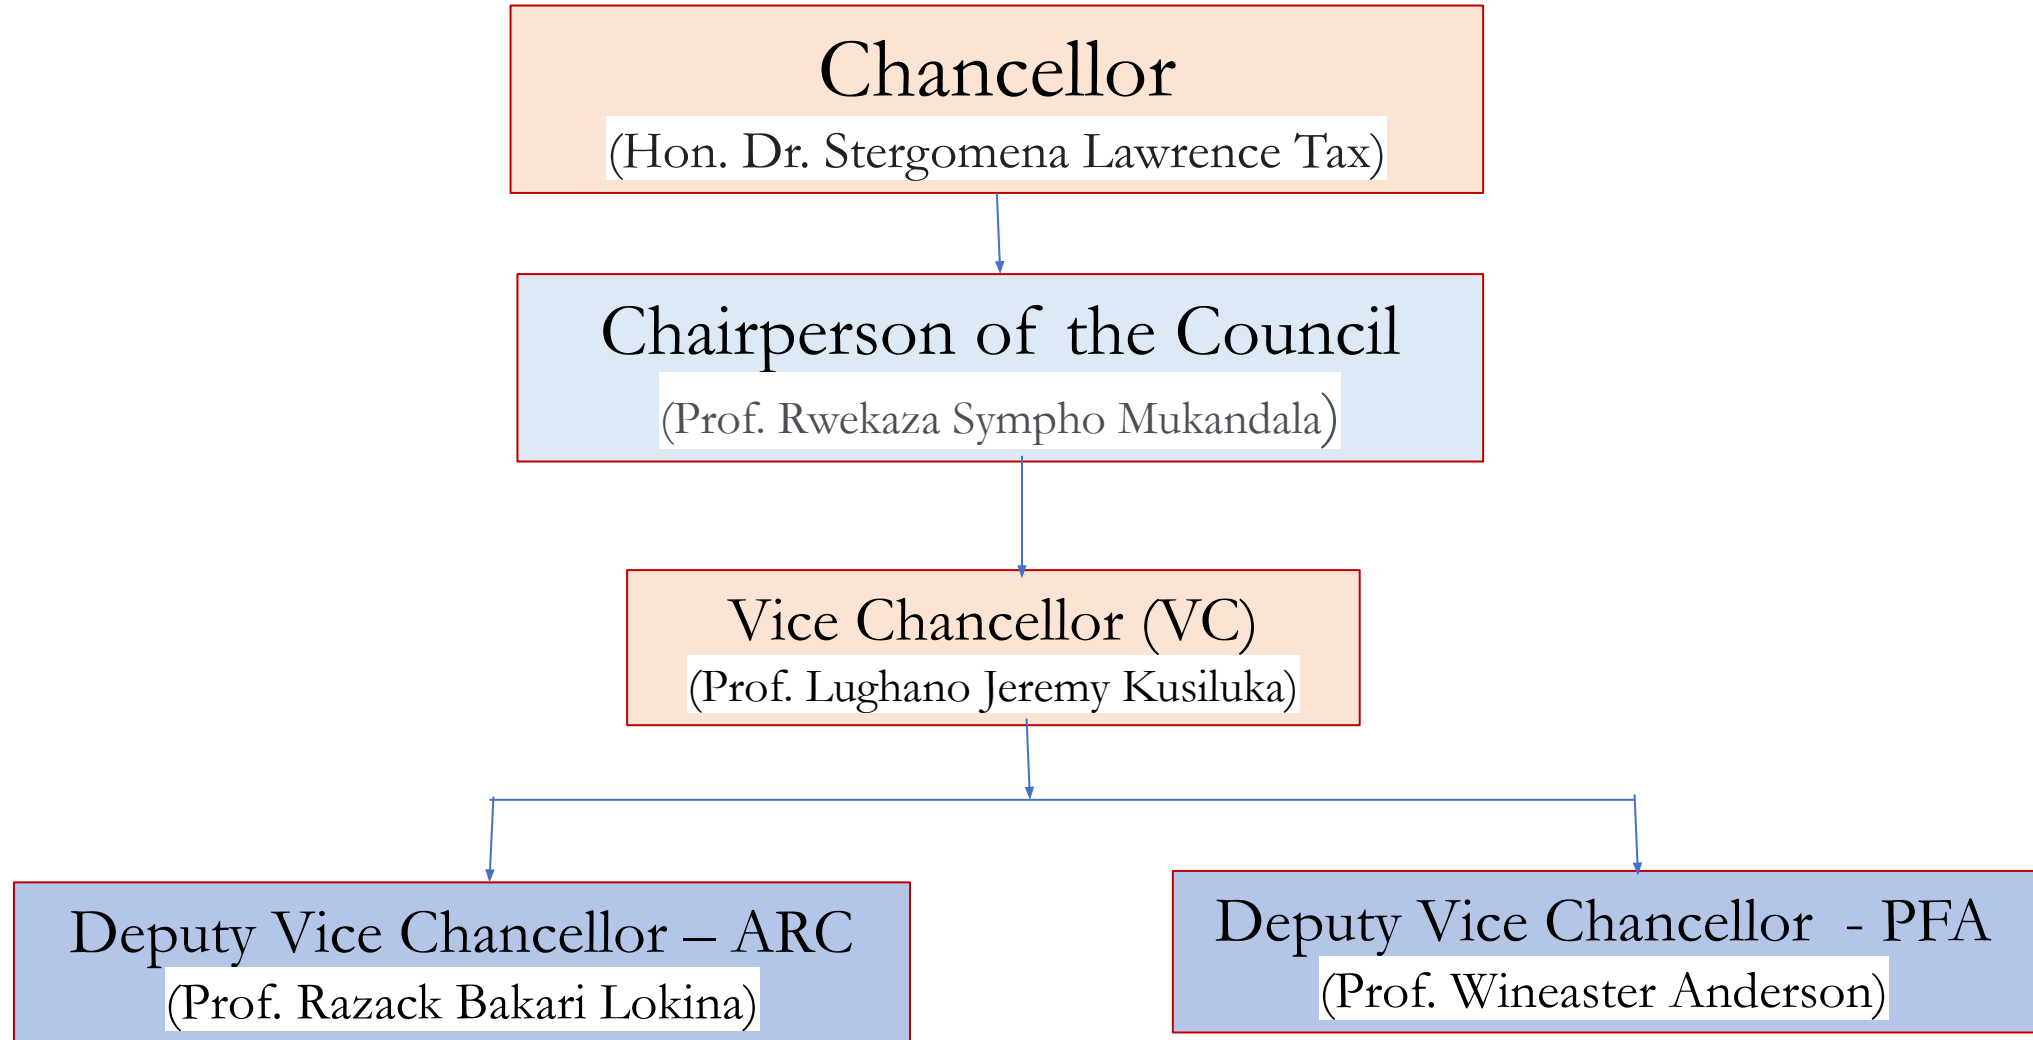 Chancellor
(Hon. Dr. Stergomena Lawrence Tax)
Chairperson of the Council
(Prof. Rwekaza Sympho Mukandala)
Vice Chancellor (VC)
(Prof. Lughano Jeremy Kusiluka)
Deputy Vice Chancellor – ARC
(Prof. Razack Bakari Lokina)
Deputy Vice Chancellor - PFA
(Prof. Wineaster Anderson)